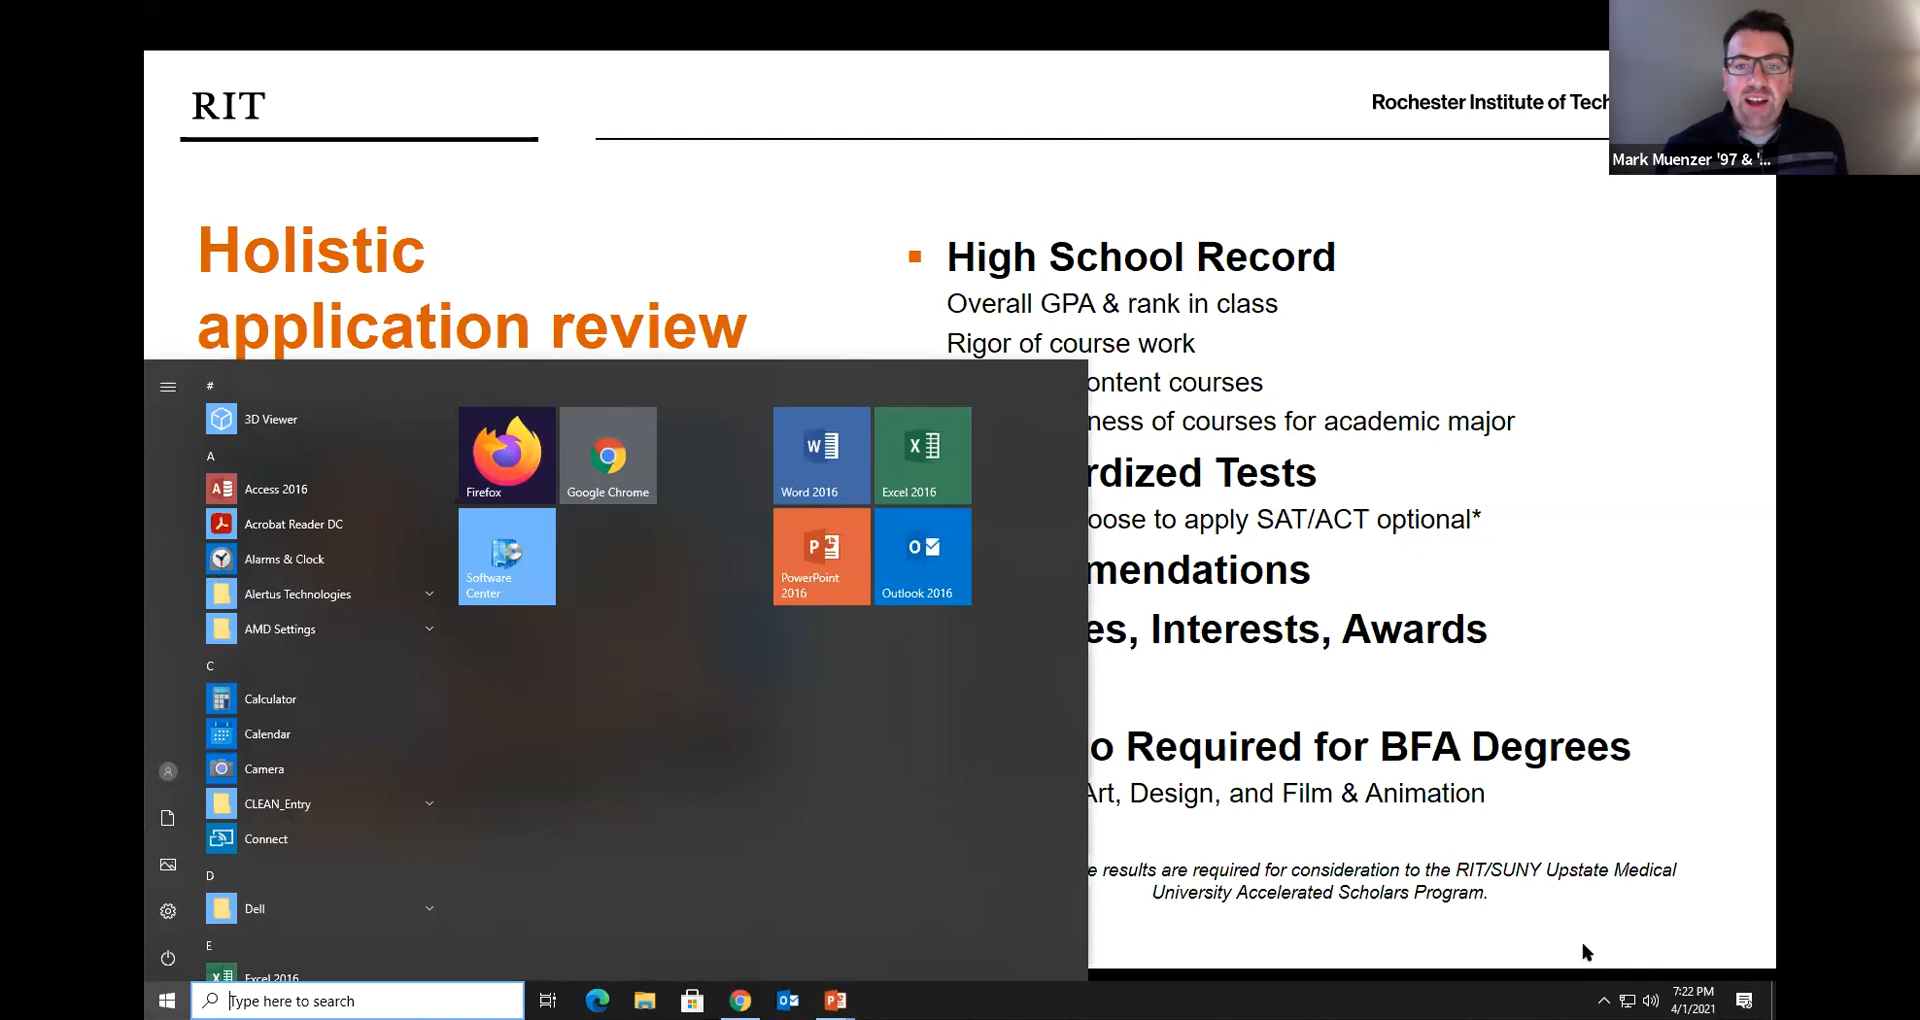 RIT
Rochester Institute of Tech
Mark Muenzer '97 & '...
Holistic
application review
High School Record
Overall GPA & rank in class
Rigor of course work
ontent courses
ness of courses for academic major
rdized Tests
oose to apply SAT/ACT optional*
mendations
es, Interests, Awards
o Required for BFA Degrees
Art, Design, and Film & Animation
e results are required for consideration to the RIT/SUNY Upstate Medical
University Accelerated Scholars Program.
#
3D Viewer
A
Access 2016
Acrobat Reader DC
Alarms & Clock
Alertus Technologies
AMD Settings
C
Calculator
Calendar
Camera
CLEAN_Entry
Connect
D
Dell
E
Excel 2016
Firefox
Google Chrome
Software
Center
Word 2016
Excel 2016
PowerPoint
2016
Outlook 2016
Type here to search
7:22 PM
4/1/2021